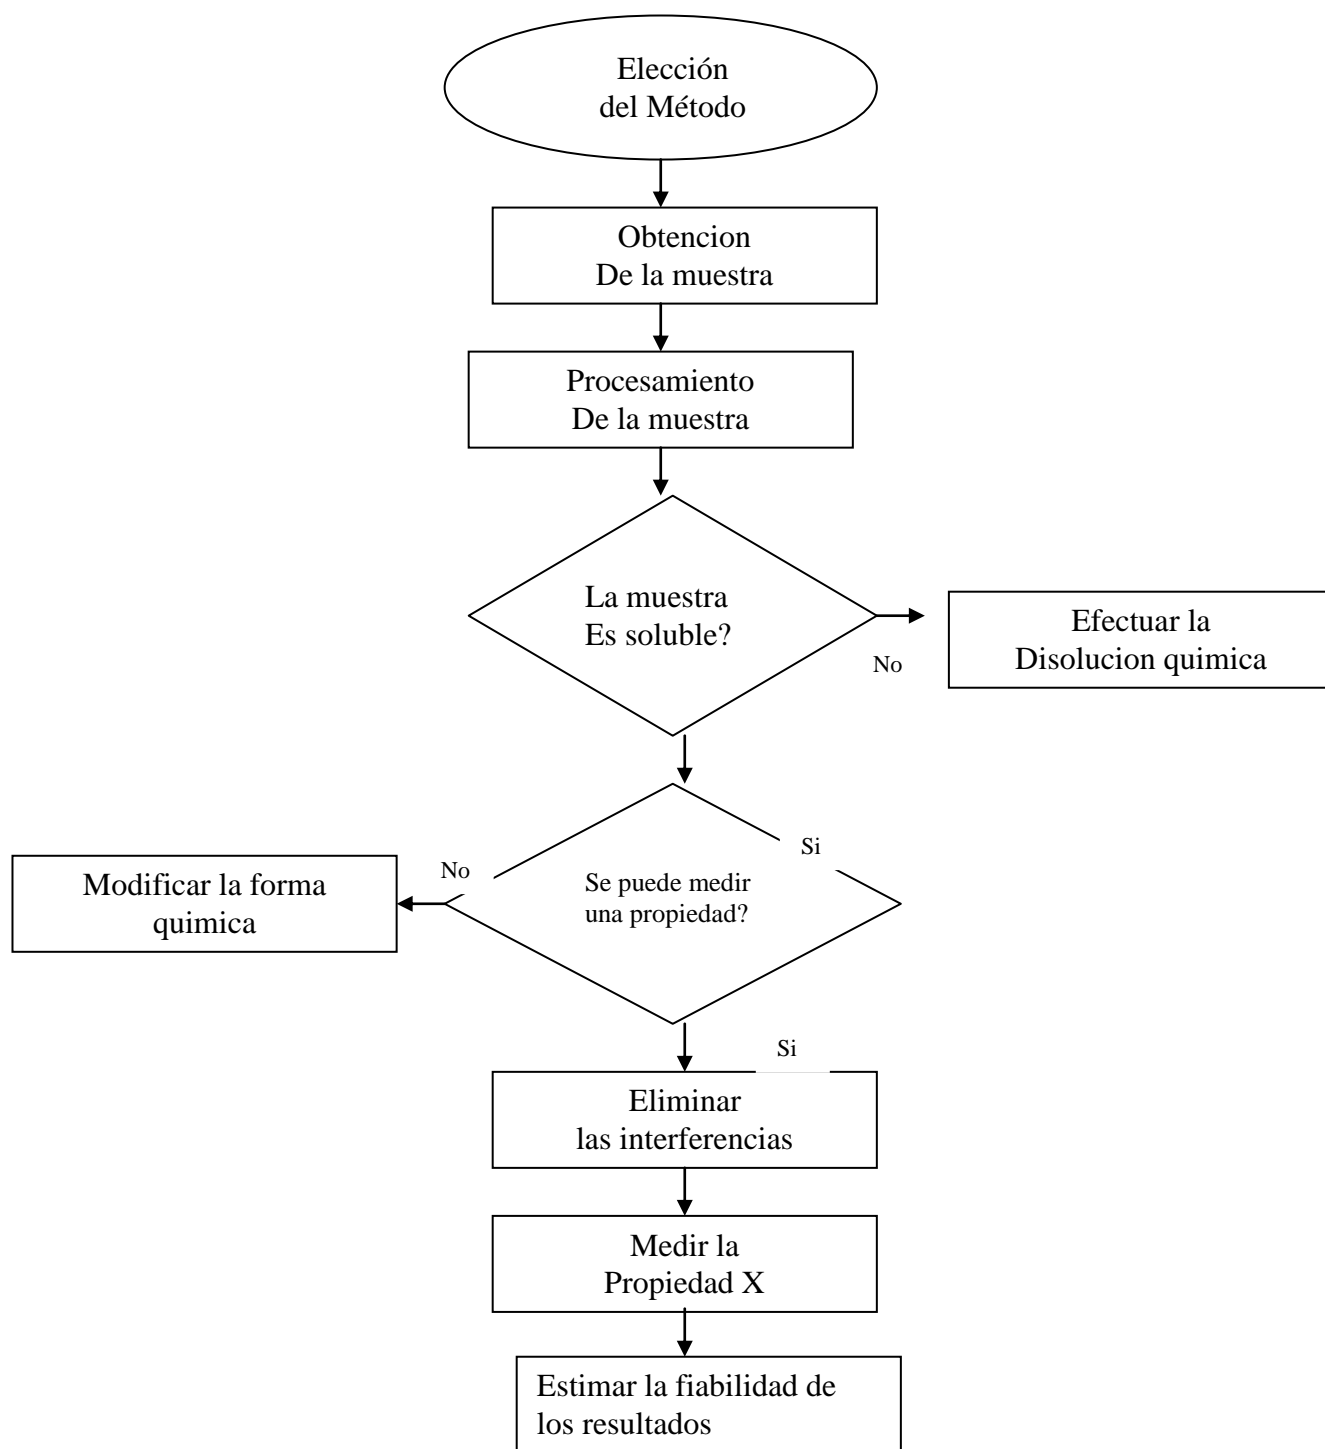 Elección
del Método
Obtencion
De la muestra
Procesamiento
De la muestra
La muestra
Es soluble?
No
Efectuar la
Disolucion quimica
Si
No
Se puede medir
una propiedad?
Modificar la forma
quimica
Si
Eliminar
las interferencias
Medir la
Propiedad X
Estimar la fiabilidad de
los resultados